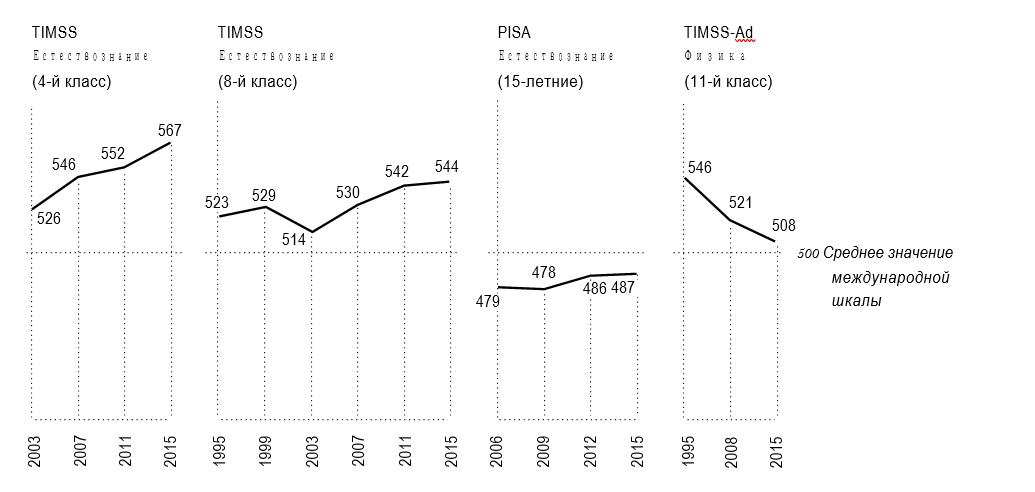 TIMSS
Естествознание
(4-й класс)
TIMSS
Естествознание
(8-й класс)
PISA
Естествознание
(15-летние)
TIMSS-Ad
Физика
(11-й класс)
526
546
552
567
523
529
514
530
542
544
479
478
486
487
546
521
508
500 Среднее значение
международной
шкалы
2003
2007
2011
2015
1995
1999
2003
2007
2011
2015
2006
2009
2012
2015
1995
2008
2015